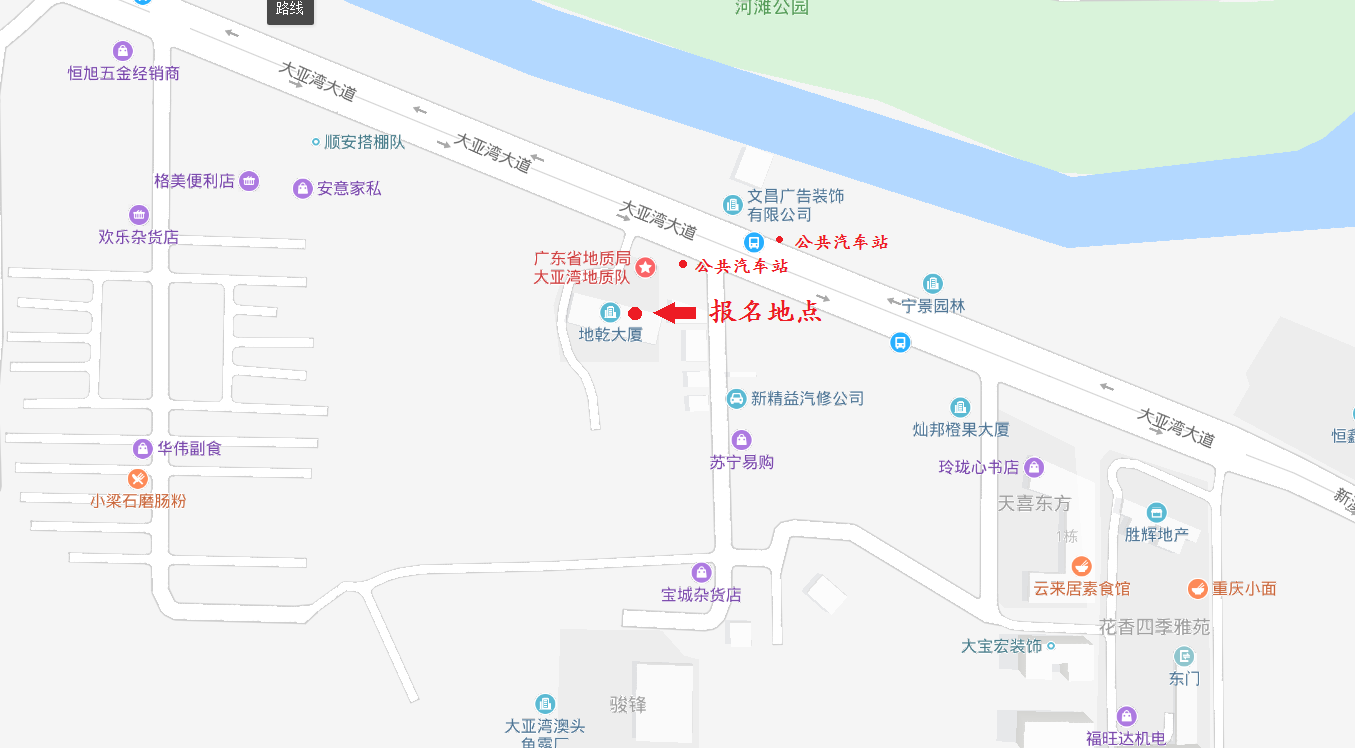 路线
河滩公园
恒旭五金经销商
大亚湾大道
顺安搭棚队
大亚湾大道
格美便利店
安意家私
文昌广告装饰
有限公司
欢乐杂货店
大亚湾大道
公共汽车站
广东省地质局
大亚湾地质队
公共汽车站
宁景园林
报名地点
地乾大厦
新精益汽修公司
灿邦橙果大厦
大亚湾大道
恒鑫
华伟副食
苏宁易购
玲珑心书店
小梁石磨肠粉
天喜东方
新澳
1栋
胜辉地产
宝城杂货店
云来居素食馆
重庆小面
花香四季雅苑
大宝宏装饰
东门
骏锋
大亚湾澳头
鱼露厂
福旺达机电